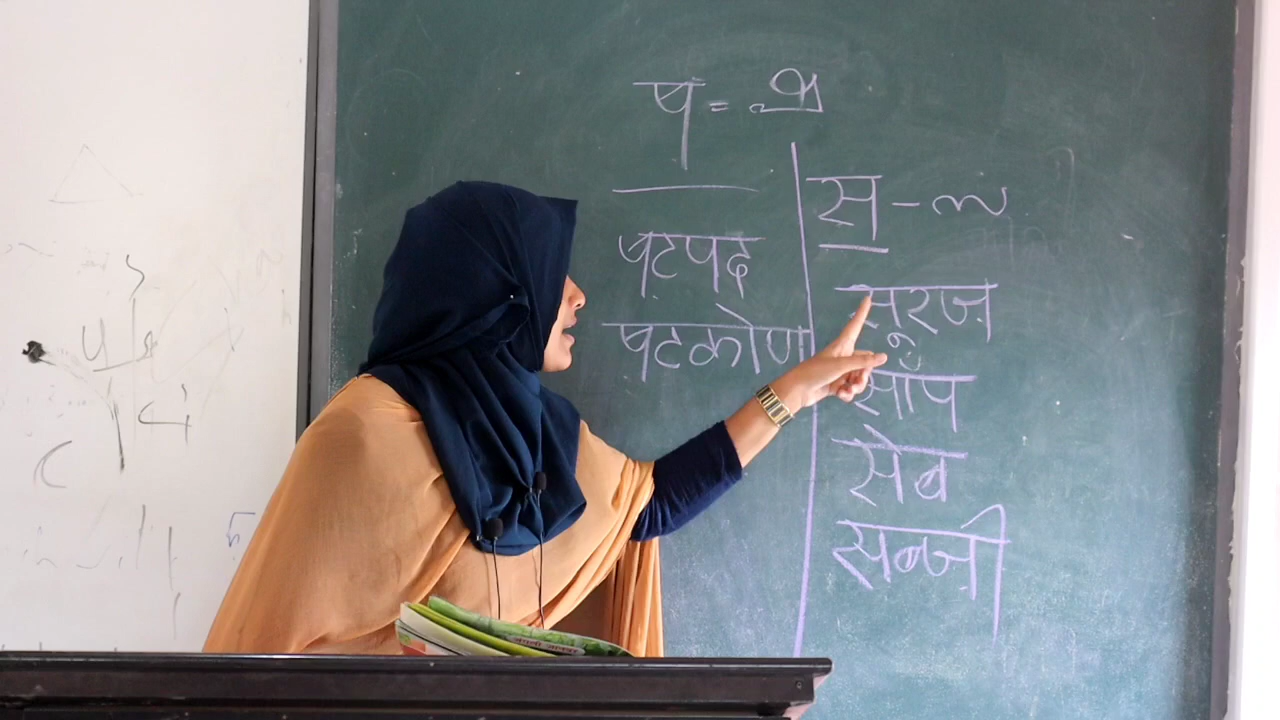 ष = ഷ
षटपद
षटकोण
स - സ
सूरज़
साँप
सेब
सब्ज़ी